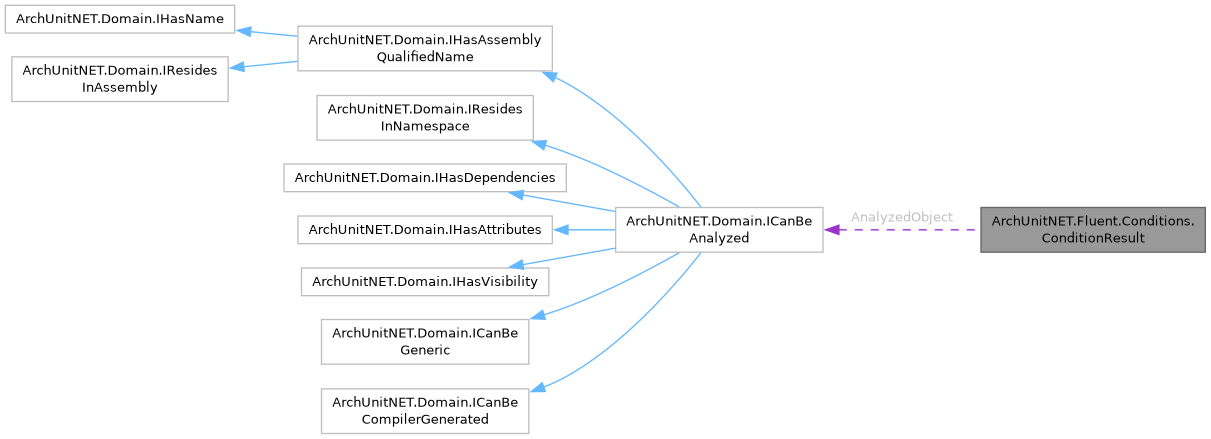 ArchUnitNET.Domain.IHasName
ArchUnitNET.Domain.IResides
InAssembly
ArchUnitNET.Domain.IHasAssembly
QualifiedName
ArchUnitNET.Domain.IResides
InNamespace
ArchUnitNET.Domain.IHasDependencies
ArchUnitNET.Domain.IHasAttributes
ArchUnitNET.Domain.IHasVisibility
ArchUnitNET.Domain.ICanBe
Generic
ArchUnitNET.Domain.ICanBe
CompilerGenerated
ArchUnitNET.Domain.ICanBe
Analyzed
AnalyzedObject
ArchUnitNET.Fluent.Conditions.
ConditionResult